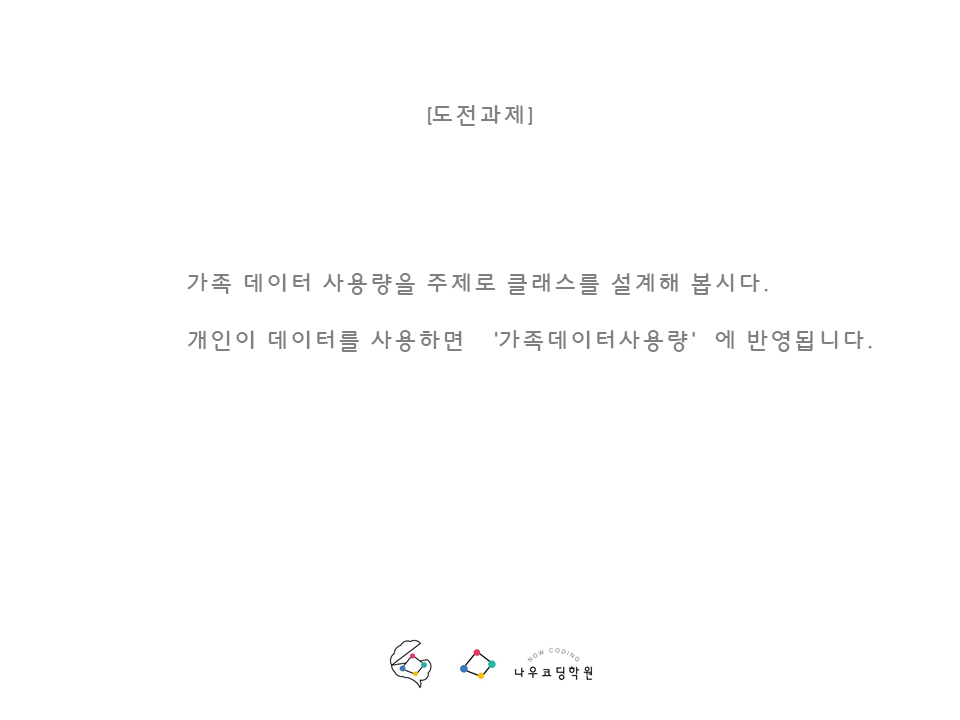 [도전과제]
가족 데이터 사용량을 주제로 클래스를 설계해 봅시다.
개인이 데이터를 사용하면 '가족데이터사용량' 에 반영됩니다.
NOW CODING
나우코딩학원